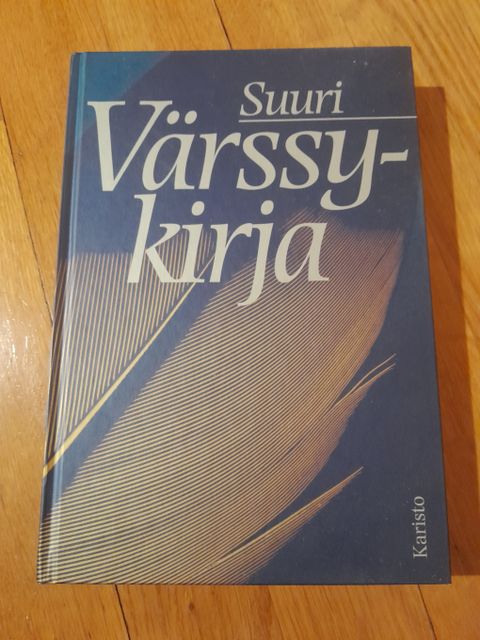 Suuri
Värssy-
kirja
Karisto